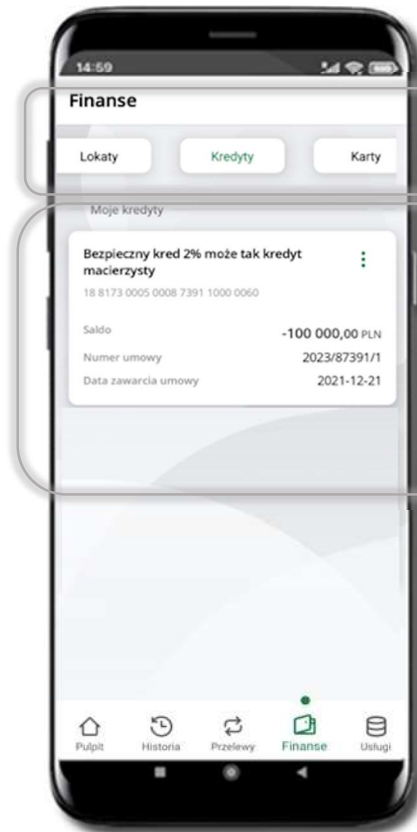 14:59
Finanse
Lokaty Kredyty Karty
Moje kredyty
Bezpieczny kred 2% może tak kredyt
macierzysty
18 8173 0005 0008 7391 1000 0060
Saldo -100 000,00 PLN
Numer umowy 2023/87391/1
Data zawarcia umowy 2021-12-21
Pulpit Historia Przelewy Finanse Usługi